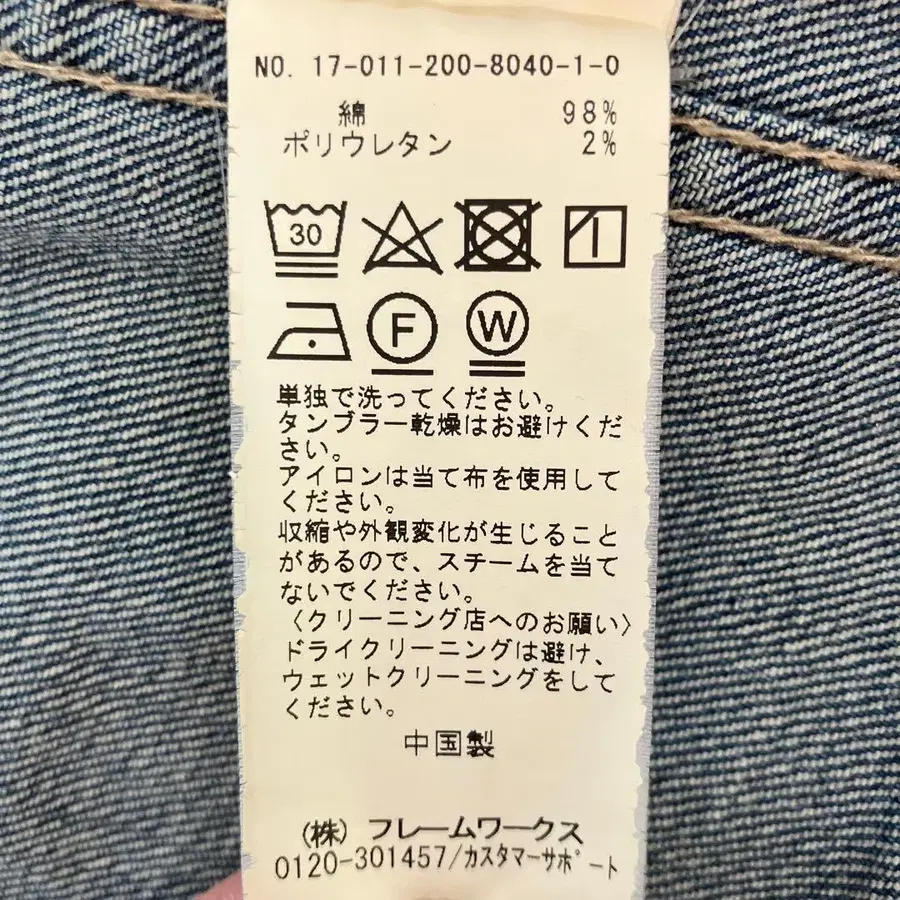 NO. 17-011-200-8040-1-0
綿 98%
ポリウレタン 2%
30
F W
単独で洗ってください。
タンブラー乾燥はお避けくだ
さい。
アイロンは当て布を使用して
ください。
収縮や外観変化が生じること
があるので、スチームを当て
ないでください。
〈クリーニング店へのお願い〉
ドライクリーニングは避け、
ウェットクリーニングをして
ください。
中国製
(株) フレームワークス
0120-301457/カスタマーサポート